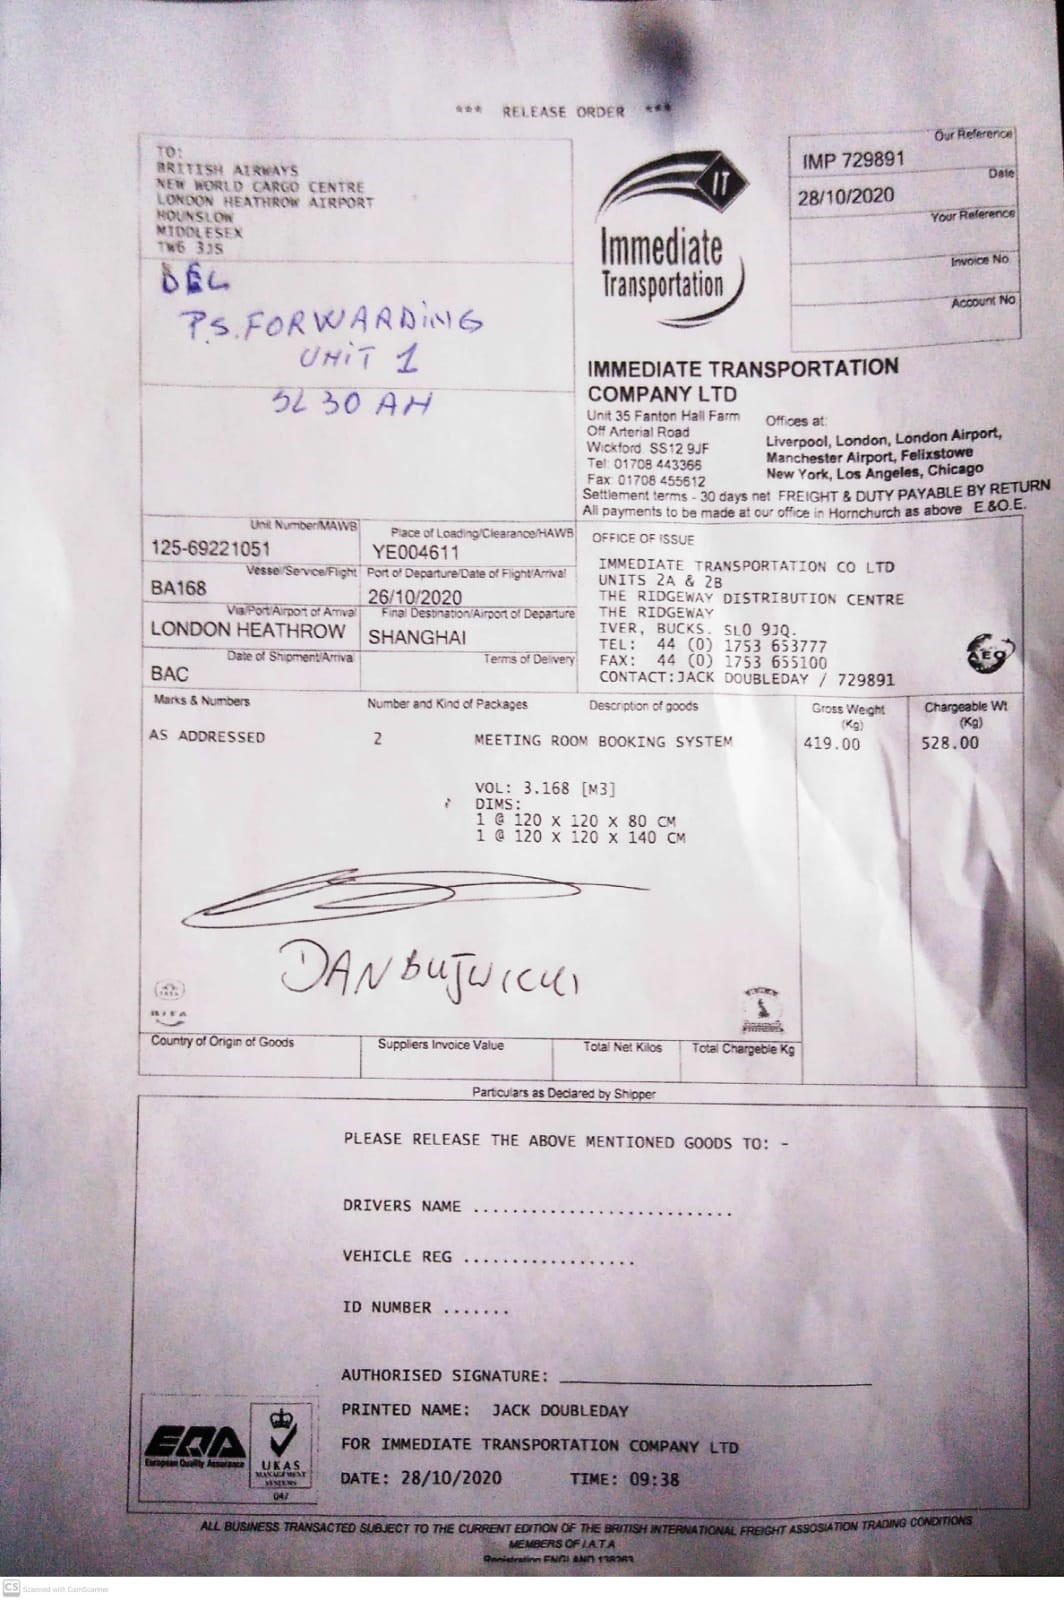 *** RELEASE ORDER ***
TO:
BRITISH AIRWAYS
NEW WORLD CARGO CENTRE
LONDON HEATHROW AIRPORT
HOUNSLOW
MIDDLESEX
TW6 3JS
DEL
P.S. FORWARDING
UNIT 1
SL30AH
IT
Immediate
Transportation
Our Reference
IMP 729891
Date
28/10/2020
Your Reference
Invoice No
Account No
IMMEDIATE TRANSPORTATION
COMPANY LTD
Unit 35 Fanton Hall Farm
Off Arterial Road
Wickford SS12 9JF
Tel: 01708 443366
Fax: 01708 455612
Offices at:
Liverpool, London, London Airport,
Manchester Airport, Felixstowe
New York, Los Angeles, Chicago
Settlement terms - 30 days net FREIGHT & DUTY PAYABLE BY RETURN
All payments to be made at our office in Hornchurch as above E.&O.E.
Unit Number/MAWB
125-69221051
Place of Loading/Clearance/HAWB
YE004611
Vessel/Service/Flight
BA168
Port of Departure/Date of Flight/Arrival
26/10/2020
Via/Port/Airport of Arrival
LONDON HEATHROW
Final Destination/Airport of Departure
SHANGHAI
Date of Shipment/Arrival
BAC
Terms of Delivery
OFFICE OF ISSUE
IMMEDIATE TRANSPORTATION CO LTD
UNITS 2A & 2B
THE RIDGEWAY DISTRIBUTION CENTRE
THE RIDGEWAY
IVER, BUCKS. SL0 9JQ.
TEL: 44 (0) 1753 653777
FAX: 44 (0) 1753 655100
CONTACT:JACK DOUBLEDAY / 729891
AEO
Marks & Numbers
Number and Kind of Packages
Description of goods
Gross Weight
(Kg)
Chargeable Wt
(Kg)
AS ADDRESSED 2 MEETING ROOM BOOKING SYSTEM 419.00 528.00
VOL: 3.168 [M3]
DIMS:
1 @ 120 X 120 X 80 CM
1 @ 120 X 120 X 140 CM
DAN BUJWICKI
BIFA
Country of Origin of Goods
Suppliers Invoice Value
Total Net Kilos
Total Chargeble Kg
Particulars as Declared by Shipper
PLEASE RELEASE THE ABOVE MENTIONED GOODS TO: -
DRIVERS NAME ...........................
VEHICLE REG ..................
ID NUMBER .......
AUTHORISED SIGNATURE:
PRINTED NAME: JACK DOUBLEDAY
FOR IMMEDIATE TRANSPORTATION COMPANY LTD
DATE: 28/10/2020 TIME: 09:38
EQA
European Quality Assurance
UKAS
MANAGEMENT
SYSTEMS
047
ALL BUSINESS TRANSACTED SUBJECT TO THE CURRENT EDITION OF THE BRITISH INTERNATIONAL FREIGHT ASSOSIATION TRADING CONDITIONS
MEMBERS OF I.A.T.A
Registration ENGLAND 138263
CS Scanned with CamScanner